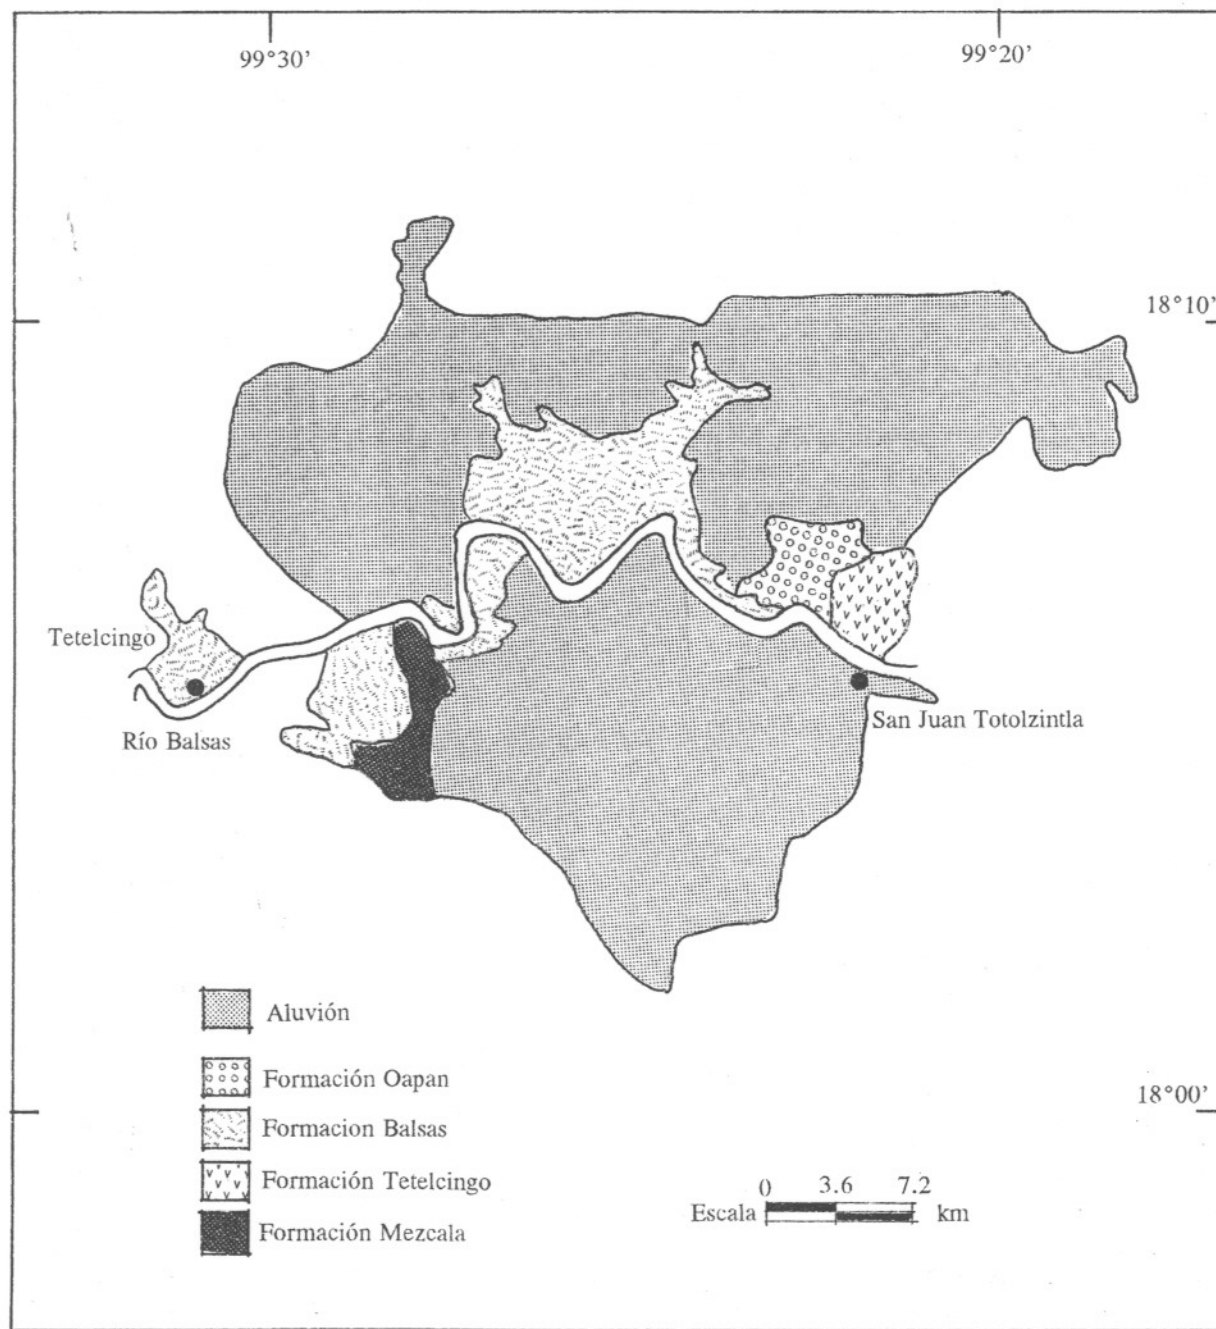 99°30’
99°20’
18°10’
Tetelcingo
Río Balsas
San Juan Totolzintla
Aluvión
Formación Oapan
Formacion Balsas
Formación Tetelcingo
Formación Mezcala
18°00’
0 3.6 7.2
Escala km